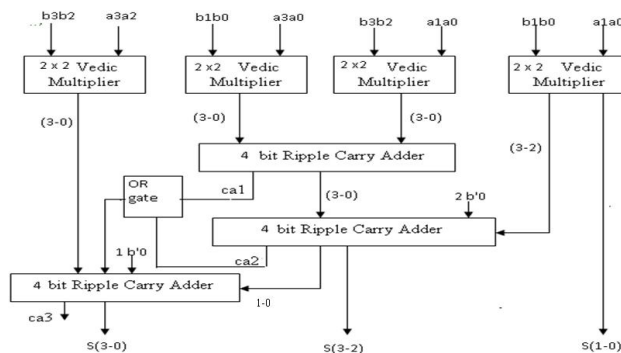 b3b2 a3a2 b1b0 a3a0 b3b2 a1a0 b1b0 a1a0
2 x 2 Vedic Multiplier
2 x2 Vedic Multiplier
2 x2 Vedic Multiplier
2 x 2 Vedic Multiplier
(3-0)
(3-0)
(3-0)
(3-2)
4 bit Ripple Carry Adder
OR gate
ca1
(3-0)
2 b'0
4 bit Ripple Carry Adder
1 b'0
ca2
4 bit Ripple Carry Adder
1-0
ca3
S(3-0)
S(3-2)
S(1-0)